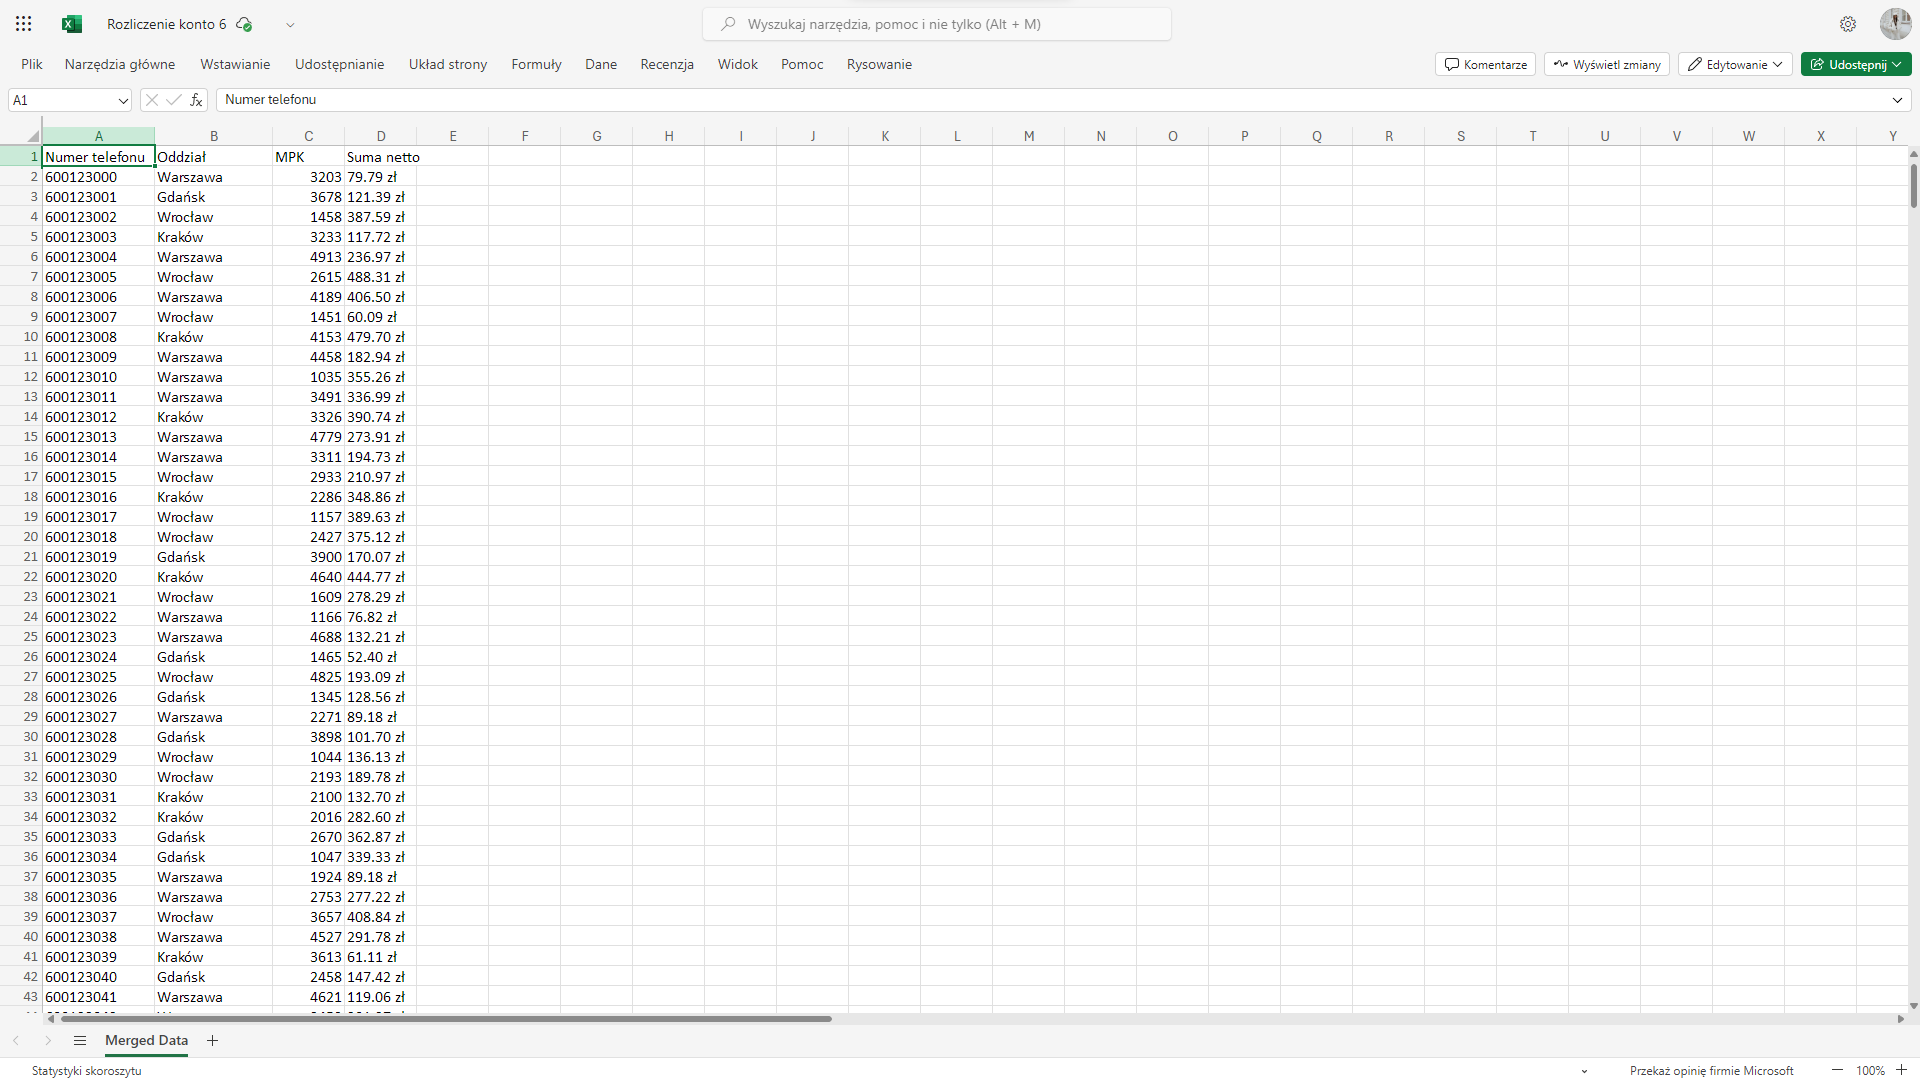 Rozliczenie konto 6
Wyszukaj narzędzia, pomoc i nie tylko (Alt + M)
Plik Narzędzia główne Wstawianie Udostępnianie Układ strony Formuły Dane Recenzja Widok Pomoc Rysowanie Komentarze Wyświetl zmiany Edytowanie Udostępnij
A1 fx Numer telefonu
A B C D E F G H I J K L M N O P Q R S T U V W X Y
1 Numer telefonu Oddział MPK Suma netto
2 600123000 Warszawa 3203 79.79 zł
3 600123001 Gdańsk 3678 121.39 zł
4 600123002 Wrocław 1458 387.59 zł
5 600123003 Kraków 3233 117.72 zł
6 600123004 Warszawa 4913 236.97 zł
7 600123005 Wrocław 2615 488.31 zł
8 600123006 Warszawa 4189 406.50 zł
9 600123007 Wrocław 1451 60.09 zł
10 600123008 Kraków 4153 479.70 zł
11 600123009 Warszawa 4458 182.94 zł
12 600123010 Warszawa 1035 355.26 zł
13 600123011 Warszawa 3491 336.99 zł
14 600123012 Kraków 3326 390.74 zł
15 600123013 Warszawa 4779 273.91 zł
16 600123014 Warszawa 3311 194.73 zł
17 600123015 Wrocław 2933 210.97 zł
18 600123016 Kraków 2286 348.86 zł
19 600123017 Wrocław 1157 389.63 zł
20 600123018 Wrocław 2427 375.12 zł
21 600123019 Gdańsk 3900 170.07 zł
22 600123020 Kraków 4640 444.77 zł
23 600123021 Wrocław 1609 278.29 zł
24 600123022 Warszawa 1166 76.82 zł
25 600123023 Warszawa 4688 132.21 zł
26 600123024 Gdańsk 1465 52.40 zł
27 600123025 Wrocław 4825 193.09 zł
28 600123026 Gdańsk 1345 128.56 zł
29 600123027 Warszawa 2271 89.18 zł
30 600123028 Gdańsk 3898 101.70 zł
31 600123029 Wrocław 1044 136.13 zł
32 600123030 Wrocław 2193 189.78 zł
33 600123031 Kraków 2100 132.70 zł
34 600123032 Kraków 2016 282.60 zł
35 600123033 Gdańsk 2670 362.87 zł
36 600123034 Gdańsk 1047 339.33 zł
37 600123035 Warszawa 1924 89.18 zł
38 600123036 Warszawa 2753 277.22 zł
39 600123037 Wrocław 3657 408.84 zł
40 600123038 Warszawa 4527 291.78 zł
41 600123039 Kraków 3613 61.11 zł
42 600123040 Gdańsk 2458 147.42 zł
43 600123041 Warszawa 4621 119.06 zł
Merged Data
Statystyki skoroszytu Przekaż opinię firmie Microsoft 100%